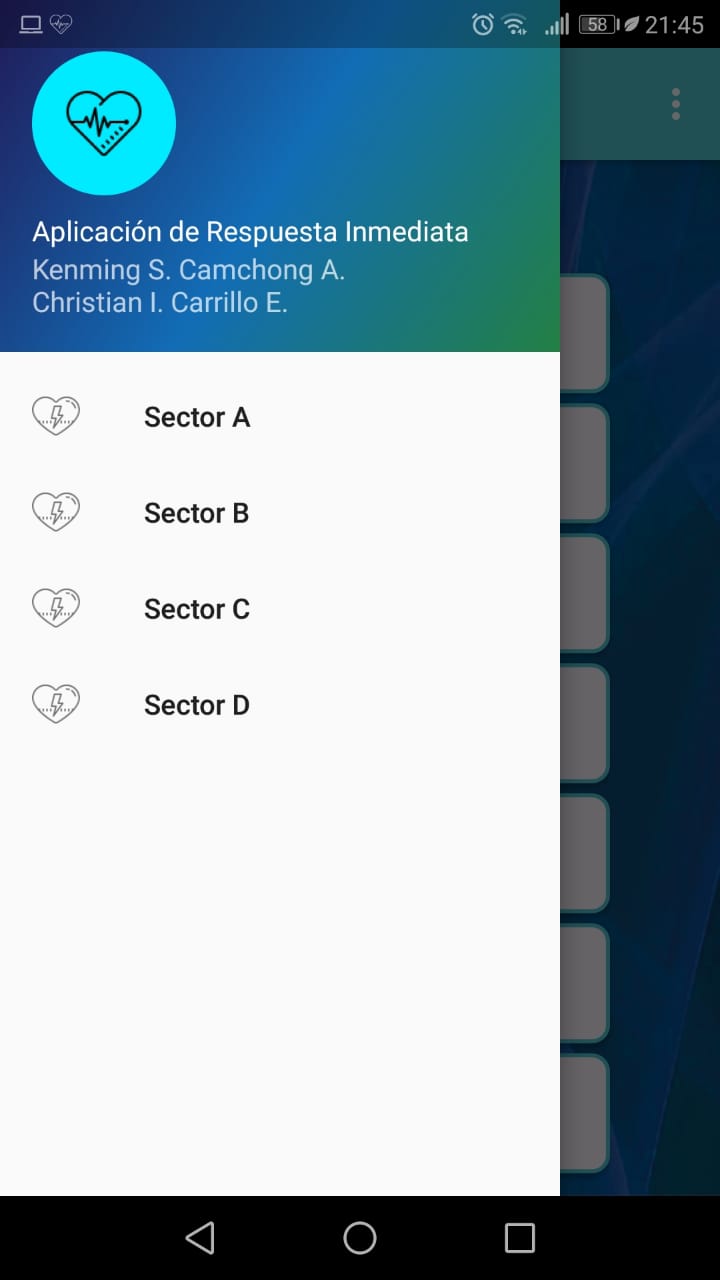 58 21:45
Aplicación de Respuesta Inmediata
Kenming S. Camchong A.
Christian I. Carrillo E.
Sector A
Sector B
Sector C
Sector D